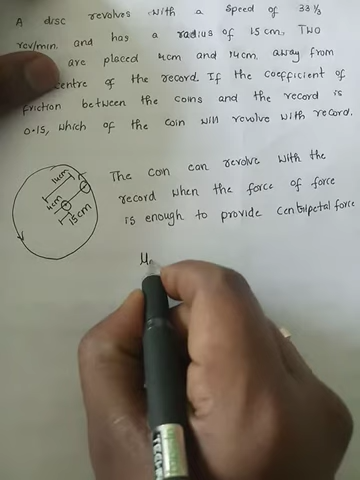 A disc revolves with a speed of 33 1/3
rev/min. and has a radius of 15 cm. TWO
are placed 4cm and 14cm away from
centre of the record. If the coefficient of
friction between the coins and the record is
0.15, which of the coin will revolve with record.
The coin can revolve with the
record when the force of force
is enough to provide centripetal force
14cm
4cm
15cm